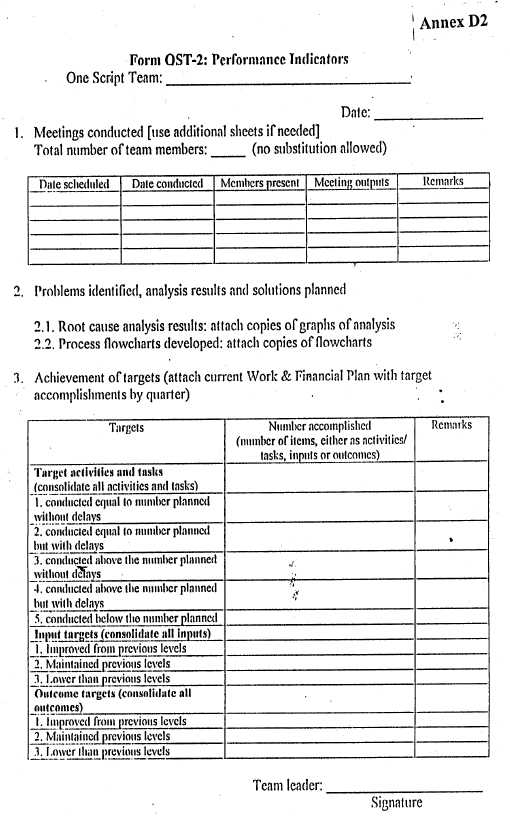 Annex D2
Form OST-2: Performance Indicators
One Script Team:
Date:
1. Meetings conducted [use additional sheets if needed]
Total number of team members: (no substitution allowed)
Date scheduled Date conducted Members present Meeting outputs Remarks
2. Problems identified, analysis results and solutions planned
2.1. Root cause analysis results: attach copies of graphs of analysis
2.2. Process flowcharts developed: attach copies of flowcharts
3. Achievement of targets (attach current Work & Financial Plan with target
accomplishments by quarter)
Targets Number accomplished Remarks
(number of items, either as activities/
tasks, inputs or outcomes)
Target activities and tasks
(consolidate all activities and tasks)
1. conducted equal to number planned
without delays
2. conducted equal to number planned
but with delays
3. conducted above the number planned
without delays
4. conducted above the number planned
but with delays
5. conducted below the number planned
Input targets (consolidate all inputs)
1. Improved from previous levels
2. Maintained previous levels
3. Lower than previous levels
Outcome targets (consolidate all
outcomes)
1. Improved from previous levels
2. Maintained previous levels
3. Lower than previous levels
Team leader:
Signature